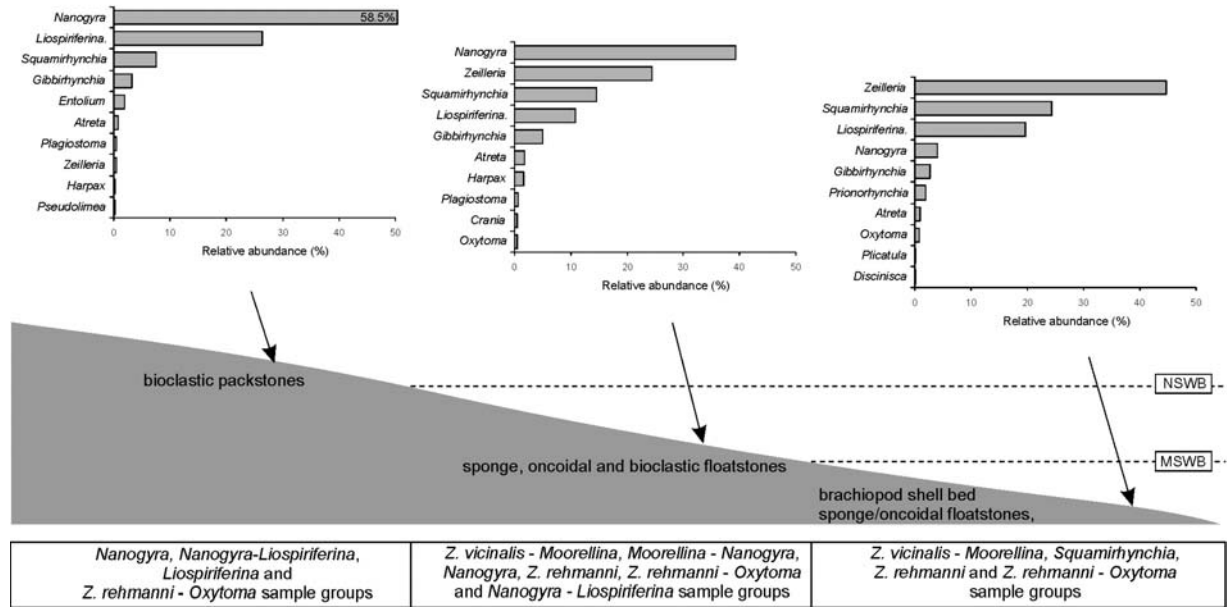 Nanogyra
58.5%
Liospiriferina.
Squamirhynchia
Gibbirhynchia
Entolium
Atreta
Plagiostoma
Zeilleria
Harpax
Pseudolimea
0 10 20 30 40 50
Relative abundance (%)
Nanogyra
Zeilleria
Squamirhynchia
Liospiriferina.
Gibbirhynchia
Atreta
Harpax
Plagiostoma
Crania
Oxytoma
0 10 20 30 40 50
Relative abundance (%)
Zeilleria
Squamirhynchia
Liospiriferina.
Nanogyra
Gibbirhynchia
Prionorhynchia
Atreta
Oxytoma
Plicatula
Discinisca
0 10 20 30 40 50
Relative abundance (%)
bioclastic packstones
NSWB
sponge, oncoidal and bioclastic floatstones
MSWB
brachiopod shell bed
sponge/oncoidal floatstones,
Nanogyra, Nanogyra-Liospiriferina,
Liospiriferina and
Z. rehmanni - Oxytoma sample groups
Z. vicinalis - Moorellina, Moorellina - Nanogyra,
Nanogyra, Z. rehmanni, Z. rehmanni - Oxytoma
and Nanogyra - Liospiriferina sample groups
Z. vicinalis - Moorellina, Squamirhynchia,
Z. rehmanni and Z. rehmanni - Oxytoma
sample groups